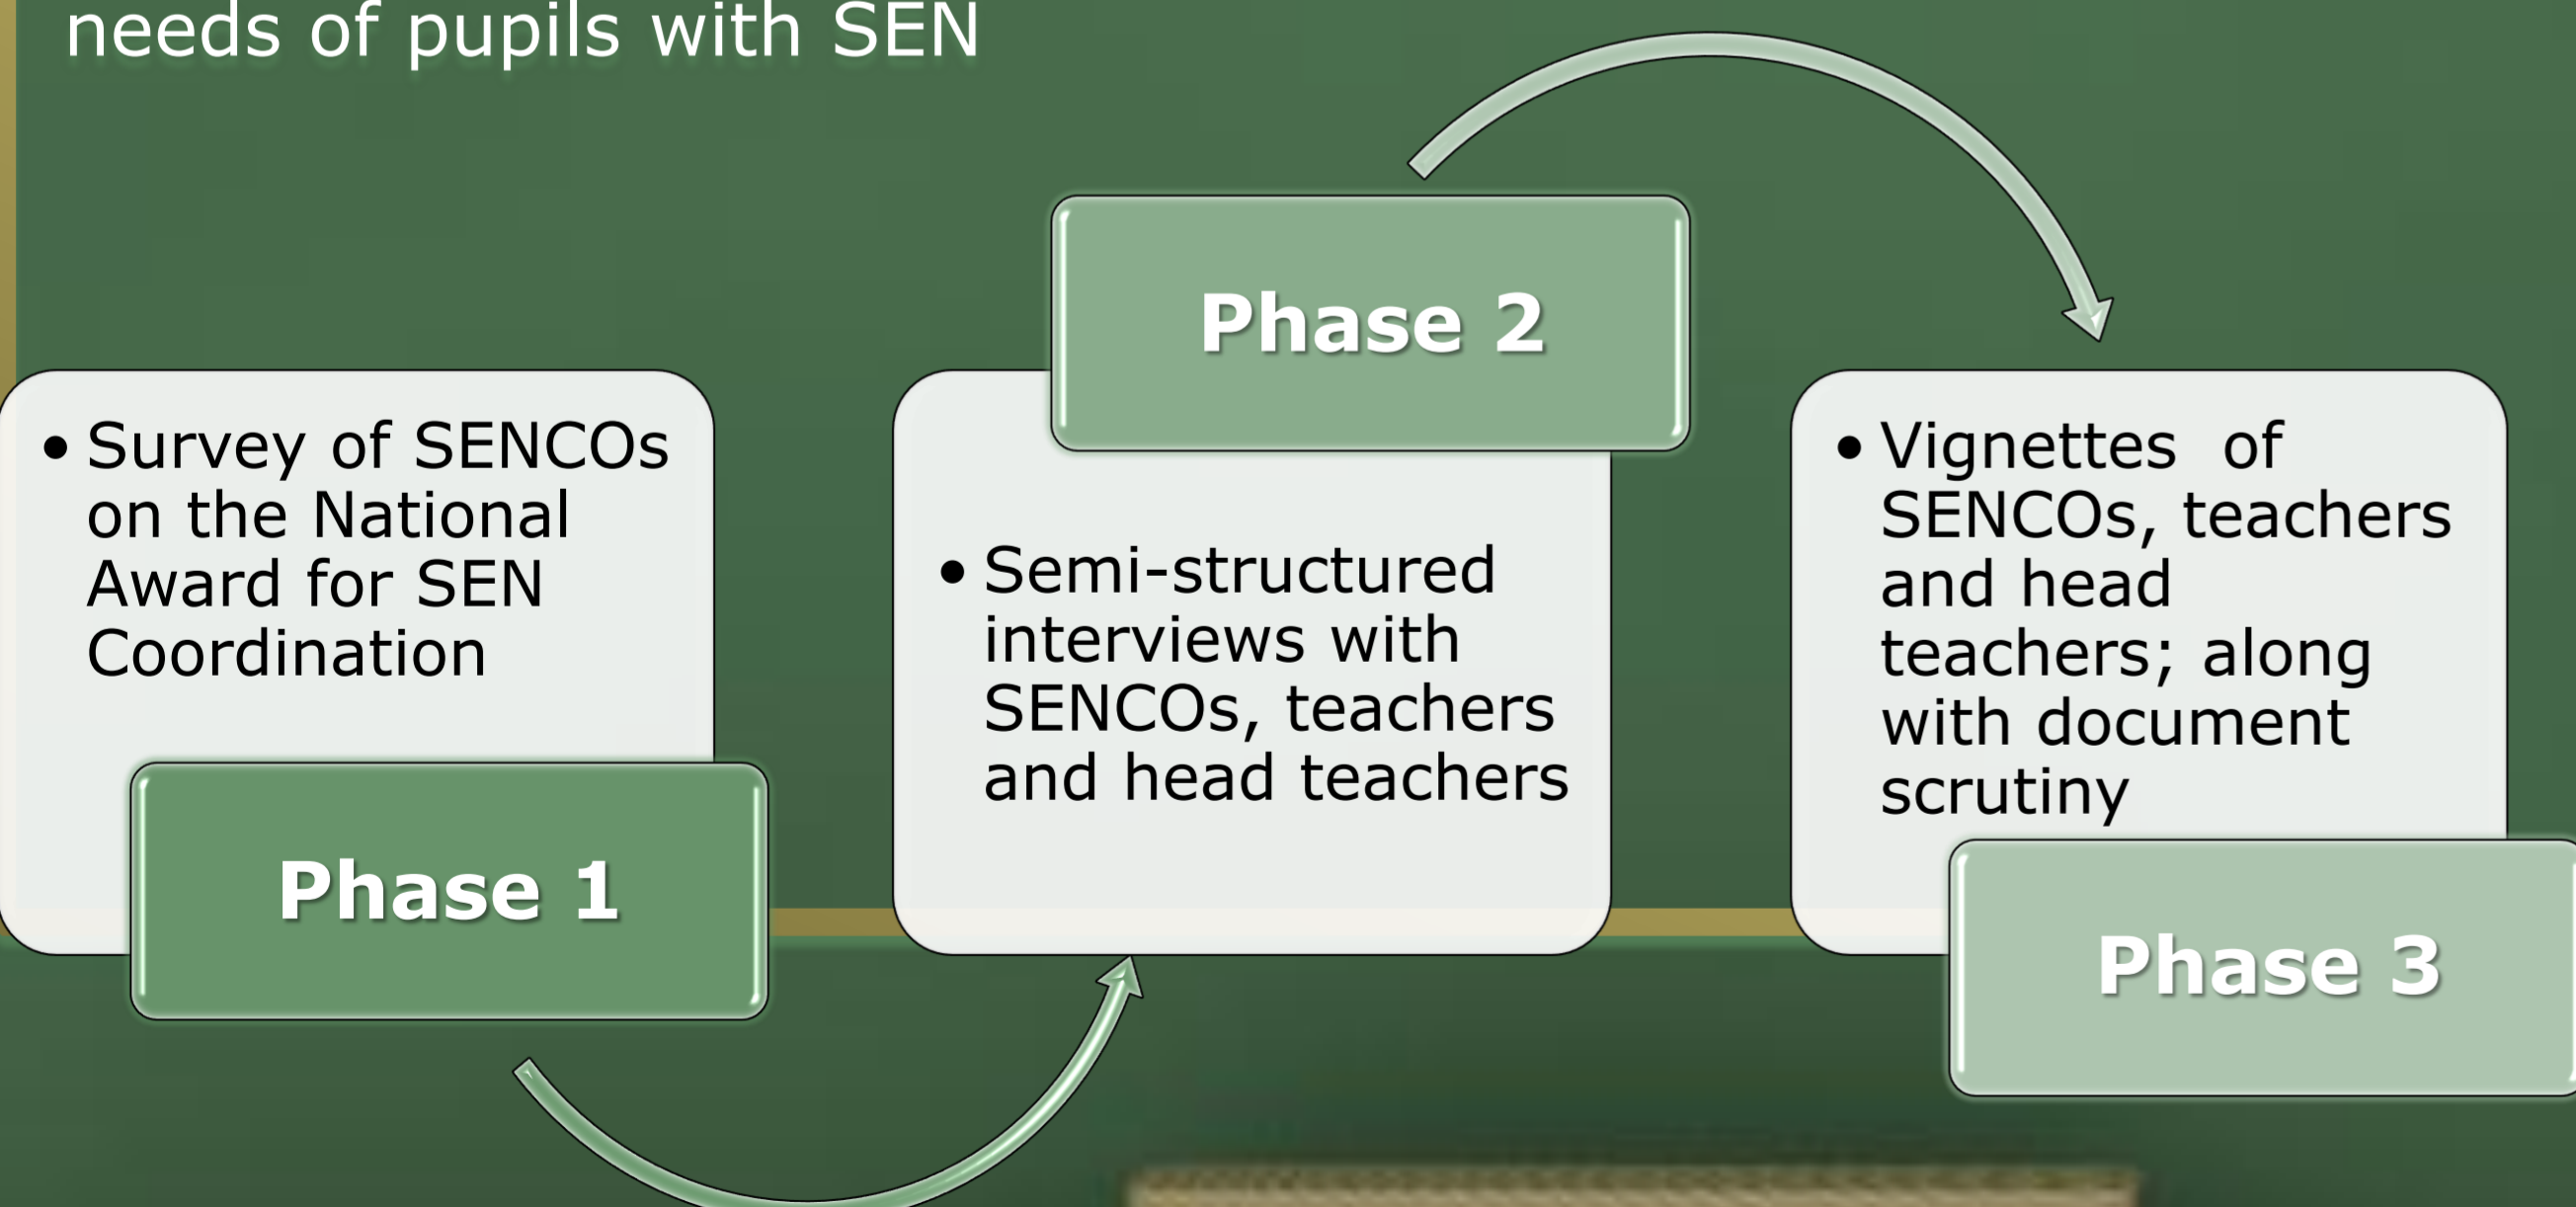 needs of pupils with SEN
• Survey of SENCOs
on the National
Award for SEN
Coordination
Phase 1
Phase 2
• Semi-structured
interviews with
SENCOs, teachers
and head teachers
• Vignettes  of
SENCOs, teachers
and head
teachers; along
with document
scrutiny
Phase 3